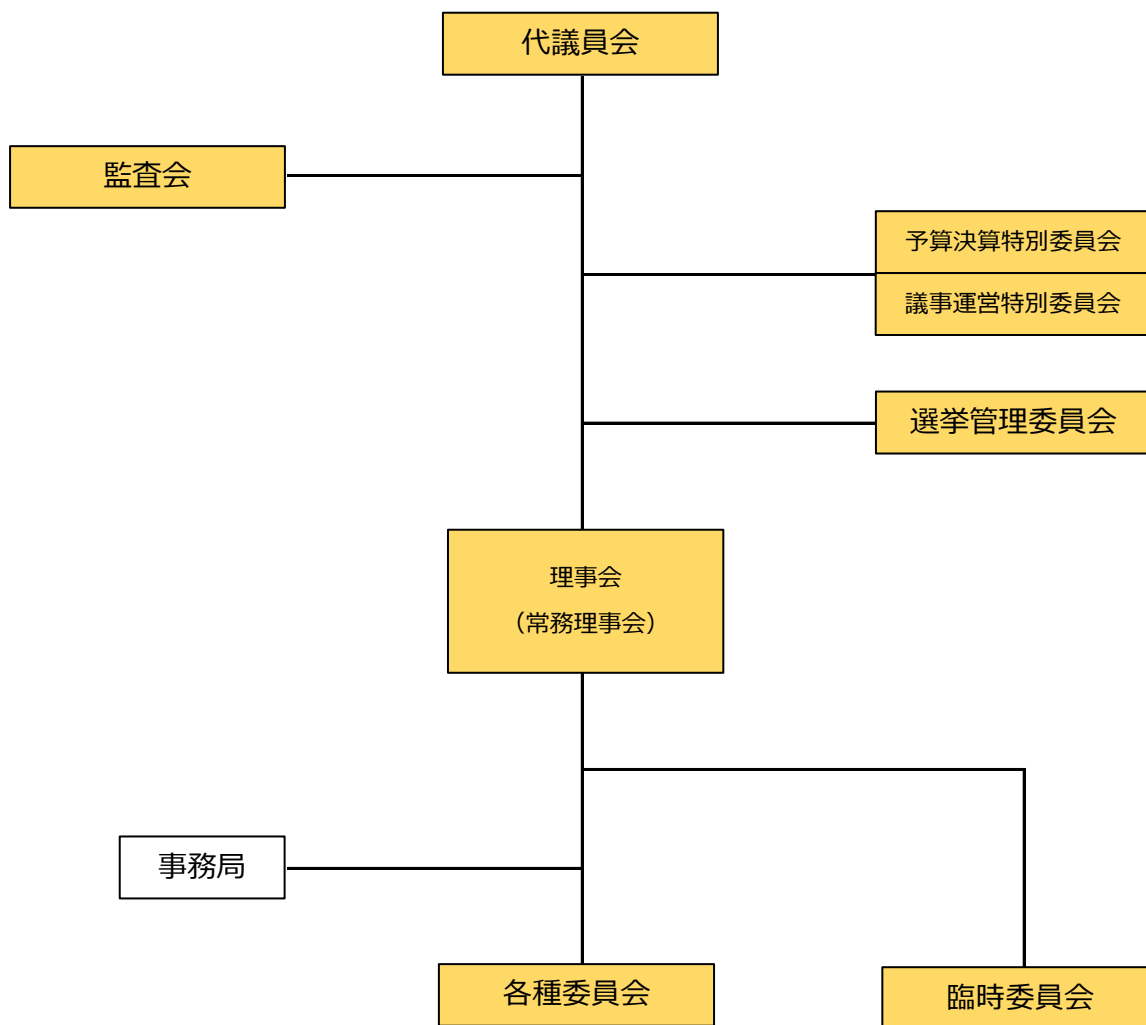 代議員会
監査会
予算決算特別委員会
議事運営特別委員会
選挙管理委員会
理事会
（常務理事会）
事務局
各種委員会
臨時委員会